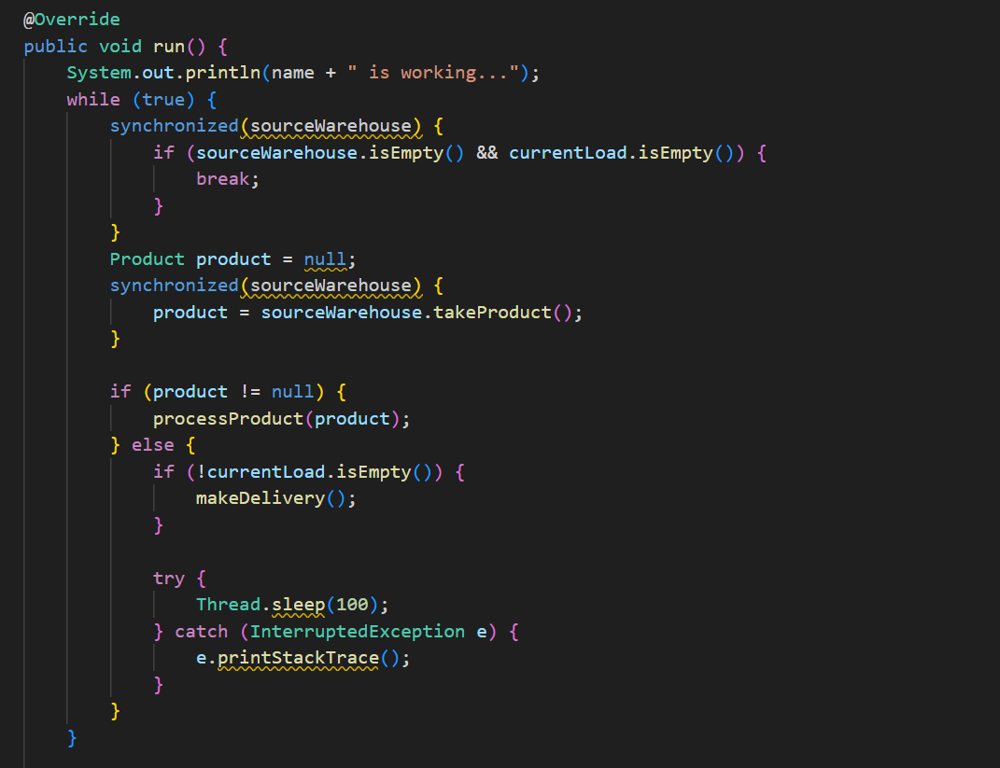 @Override
public void run() {
    System.out.println(name + " is working...");
    while (true) {
        synchronized(sourceWarehouse) {
            if (sourceWarehouse.isEmpty() && currentLoad.isEmpty()) {
                break;
            }
        }
        Product product = null;
        synchronized(sourceWarehouse) {
            product = sourceWarehouse.takeProduct();
        }

        if (product != null) {
            processProduct(product);
        } else {
            if (!currentLoad.isEmpty()) {
                makeDelivery();
            }

            try {
                Thread.sleep(100);
            } catch (InterruptedException e) {
                e.printStackTrace();
            }
        }
    }